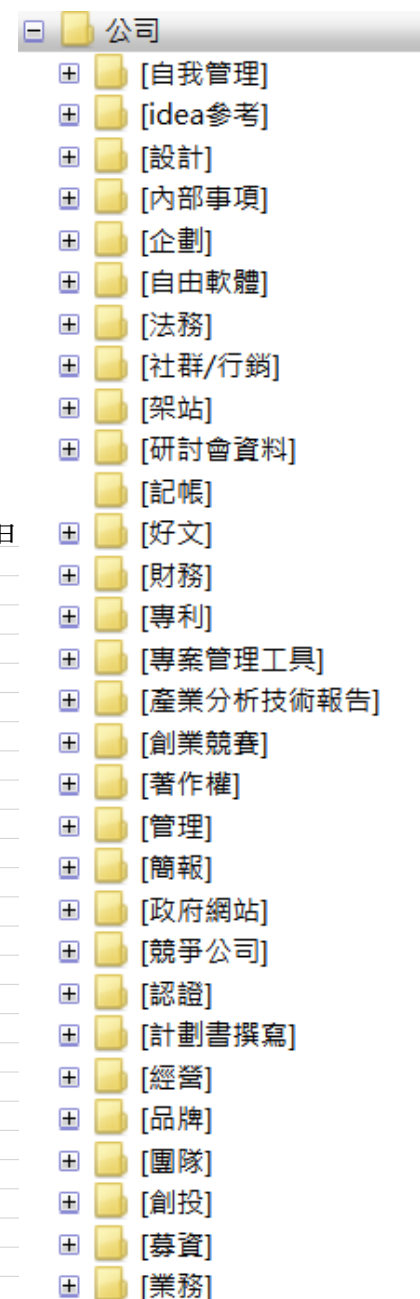 公司
[自我管理]
[idea參考]
[設計]
[內部事項]
[企劃]
[自由軟體]
[法務]
[社群/行銷]
[架站]
[研討會資料]
[記帳]
日
[好文]
[財務]
[專利]
[專案管理工具]
[產業分析技術報告]
[創業競賽]
[著作權]
[管理]
[簡報]
[政府網站]
[競爭公司]
[認證]
[計劃書撰寫]
[經營]
[品牌]
[團隊]
[創投]
[募資]
[業務]